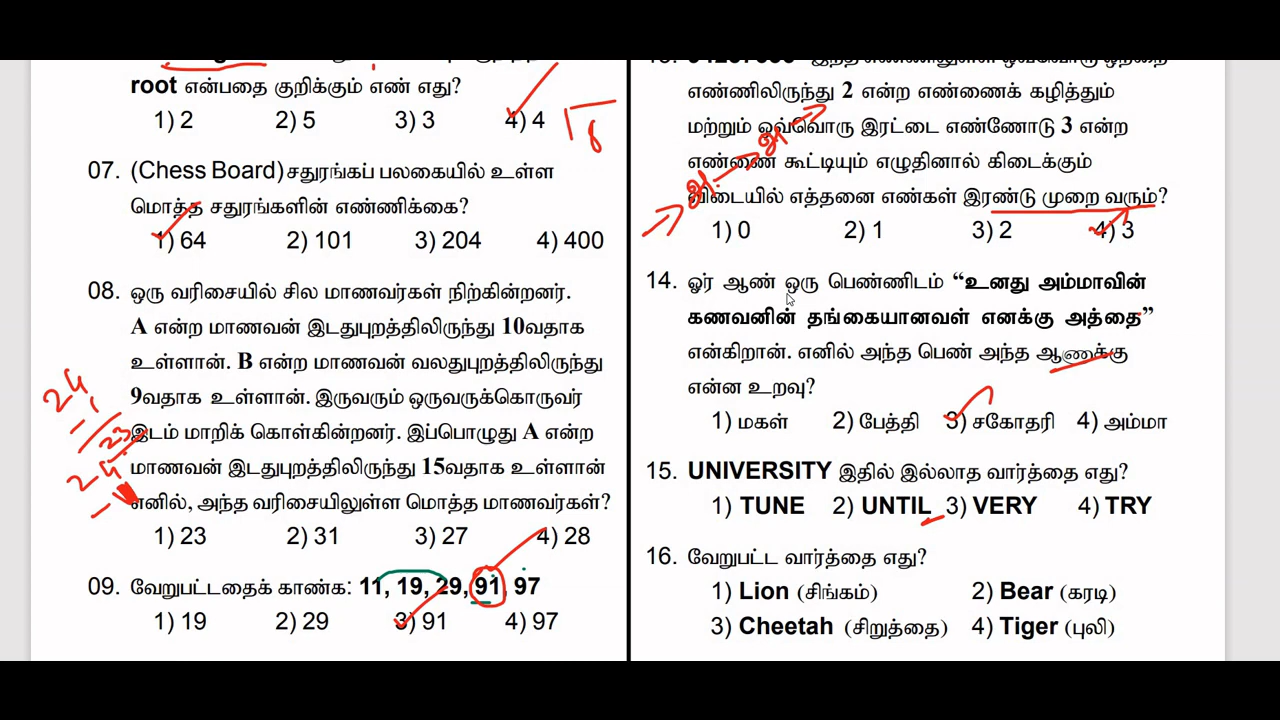 root என்பதை குறிக்கும் எண் எது?
1) 2 2) 5 3) 3 4) 4
√8
07. (Chess Board) சதுரங்கப் பலகையில் உள்ள
மொத்த சதுரங்களின் எண்ணிக்கை?
1) 64 2) 101 3) 204 4) 400
08. ஒரு வரிசையில் சில மாணவர்கள் நிற்கின்றனர்.
A என்ற மாணவன் இடதுபுறத்திலிருந்து 10வதாக
உள்ளான். B என்ற மாணவன் வலதுபுறத்திலிருந்து
9வதாக உள்ளான். இருவரும் ஒருவருக்கொருவர்
இடம் மாறிக் கொள்கின்றனர். இப்பொழுது A என்ற
மாணவன் இடதுபுறத்திலிருந்து 15வதாக உள்ளான்
எனில், அந்த வரிசையிலுள்ள மொத்த மாணவர்கள்?
24
- 1
23
24
1) 23 2) 31 3) 27 4) 28
09. வேறுபட்டதைக் காண்க: 11, 19, 29, 91, 97
1) 19 2) 29 3) 91 4) 97
எண்ணிலிருந்து 2 என்ற எண்ணைக் கழித்தும்
மற்றும் ஒவ்வொரு இரட்டை எண்ணோடு 3 என்ற
எண்ணை கூட்டியும் எழுதினால் கிடைக்கும்
விடையில் எத்தனை எண்கள் இரண்டு முறை வரும்?
1) 0 2) 1 3) 2 4) 3
14. ஓர் ஆண் ஒரு பெண்ணிடம் “உனது அம்மாவின்
கணவனின் தங்கையானவள் எனக்கு அத்தை”
என்கிறான். எனில் அந்த பெண் அந்த ஆணுக்கு
என்ன உறவு?
1) மகள் 2) பேத்தி 3) சகோதரி 4) அம்மா
15. UNIVERSITY இதில் இல்லாத வார்த்தை எது?
1) TUNE 2) UNTIL 3) VERY 4) TRY
16. வேறுபட்ட வார்த்தை எது?
1) Lion (சிங்கம்) 2) Bear (கரடி)
3) Cheetah (சிறுத்தை) 4) Tiger (புலி)